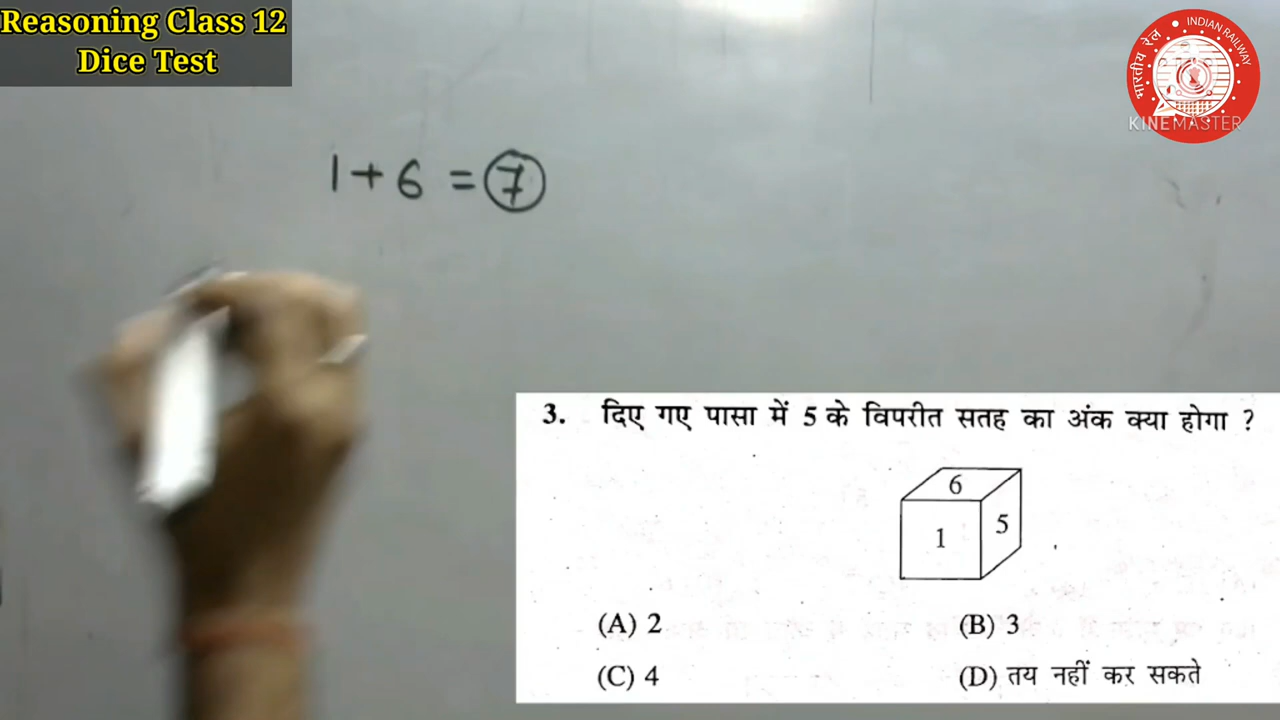 Reasoning Class 12
Dice Test
भारतीय रेल • INDIAN RAILWAY
KINEMASTER
1 + 6 = 7
3. दिए गए पासा में 5 के विपरीत सतह का अंक क्या होगा ?
6
1
5
(A) 2
(B) 3
(C) 4
(D) तय नहीं कर सकते